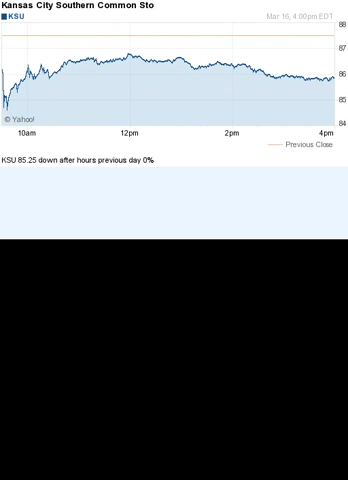 Kansas City Southern Common Sto
KSU Mar 16, 4:00pm EDT
88
87
86
85
84
© Yahoo!
10am 12pm 2pm 4pm
Previous Close
KSU 85.25 down after hours previous day 0%